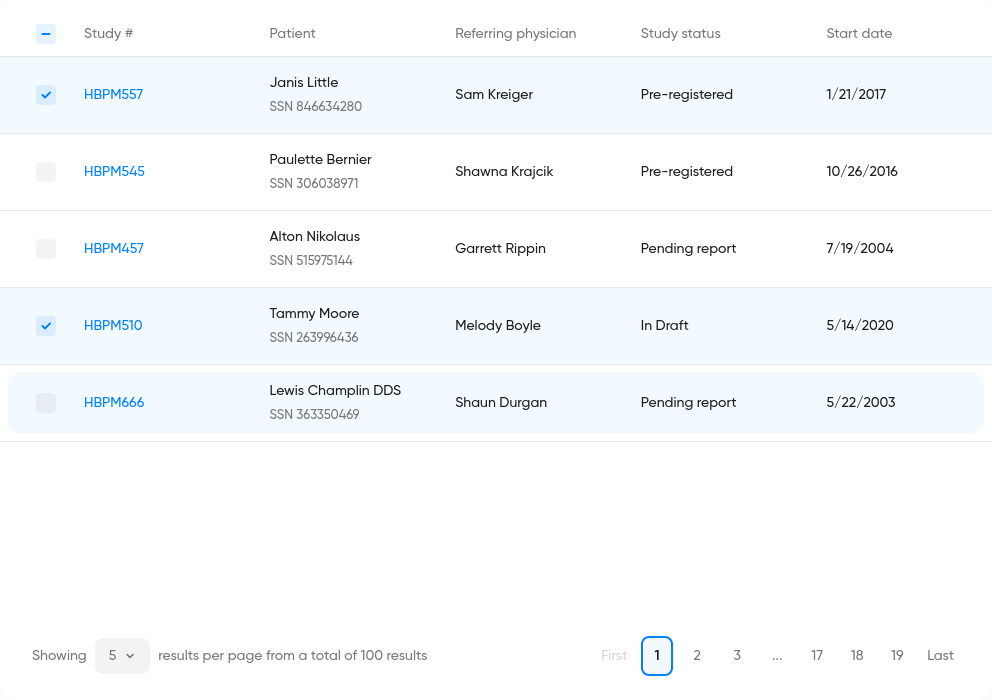 Study # Patient Referring physician Study status Start date
Janis Little
HBPM557 Sam Kreiger Pre-registered 1/21/2017
SSN 846634280
Paulette Bernier
HBPM545 Shawna Krajcik Pre-registered 10/26/2016
SSN 306038971
Alton Nikolaus
HBPM457 Garrett Rippin Pending report 7/19/2004
SSN 515975144
Tammy Moore
HBPM510 Melody Boyle In Draft 5/14/2020
SSN 263996436
Lewis Champlin DDS
HBPM666 Shaun Durgan Pending report 5/22/2003
SSN 363350469
Showing 5 results per page from a total of 100 results First 1 2 3 ... 17 18 19 Last